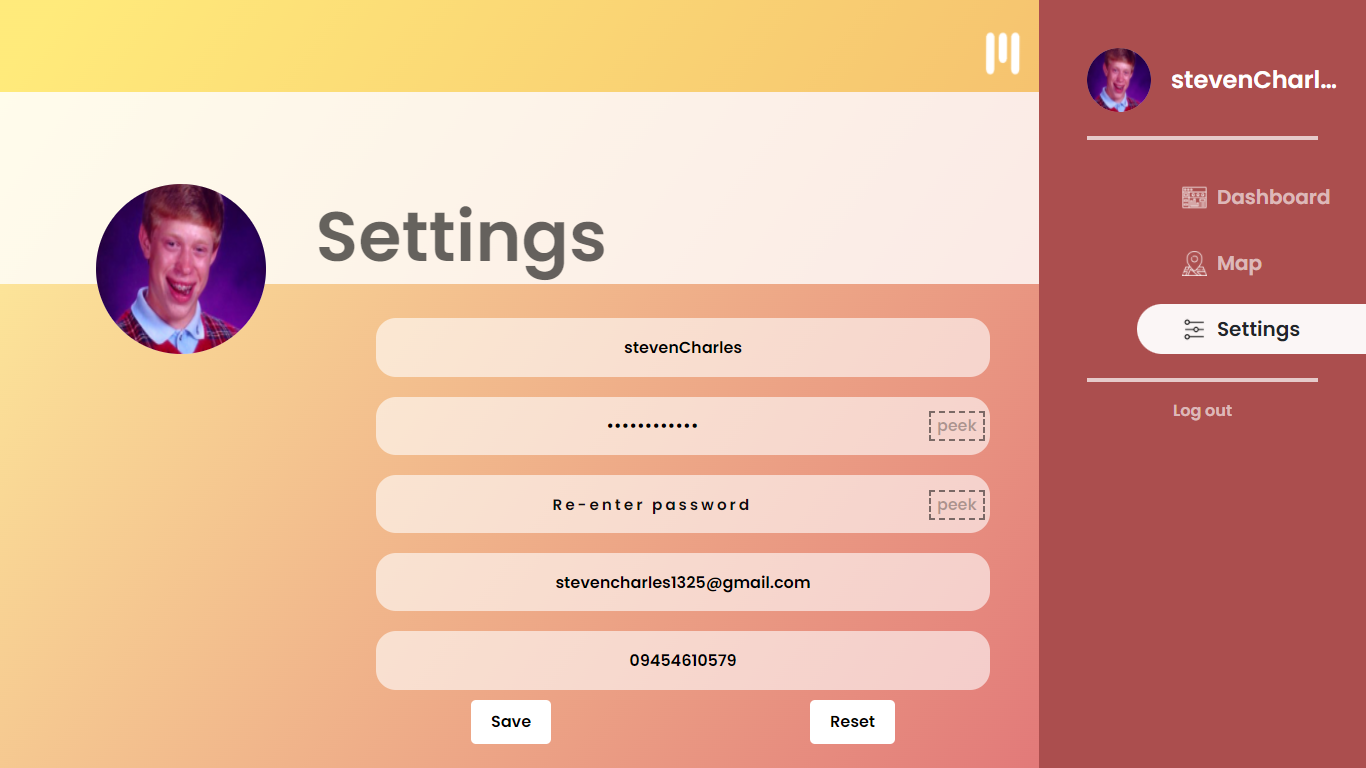 stevenCharl...
Dashboard
Map
Settings
Log out
Settings
stevenCharles
••••••••••••
peek
Re-enter password
peek
stevencharles1325@gmail.com
09454610579
Save
Reset